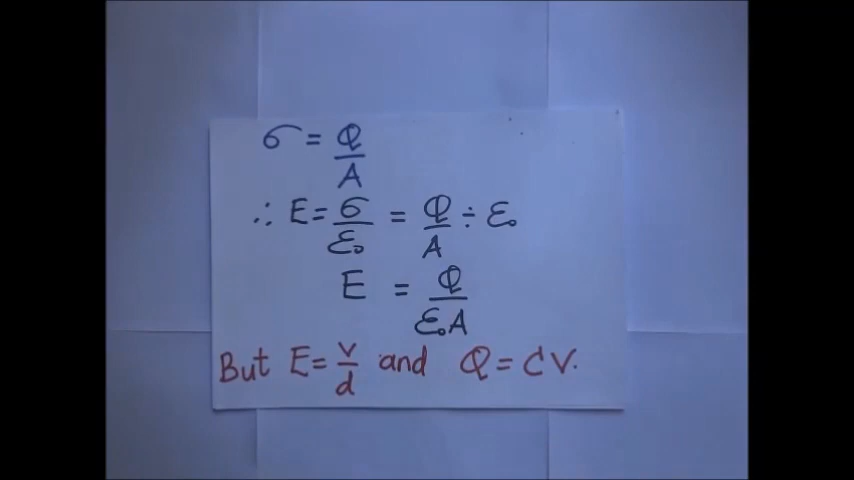 σ = Q/A
∴ E = σ/ε₀ = Q/A ÷ ε₀
E = Q/ε₀A
But E = v/d and Q = CV.